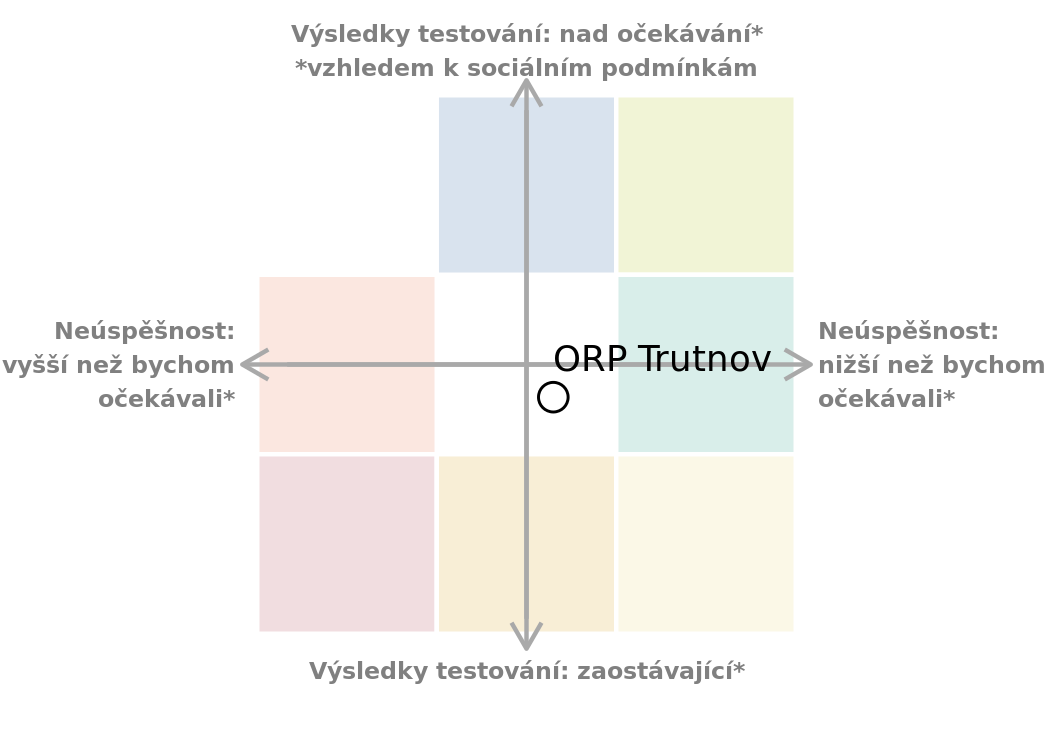 Výsledky testování: nad očekávání*
*vzhledem k sociálním podmínkám
Neúspěšnost:
vyšší než bychom
očekávali*
ORP Trutnov
Neúspěšnost:
nižší než bychom
očekávali*
Výsledky testování: zaostávající*